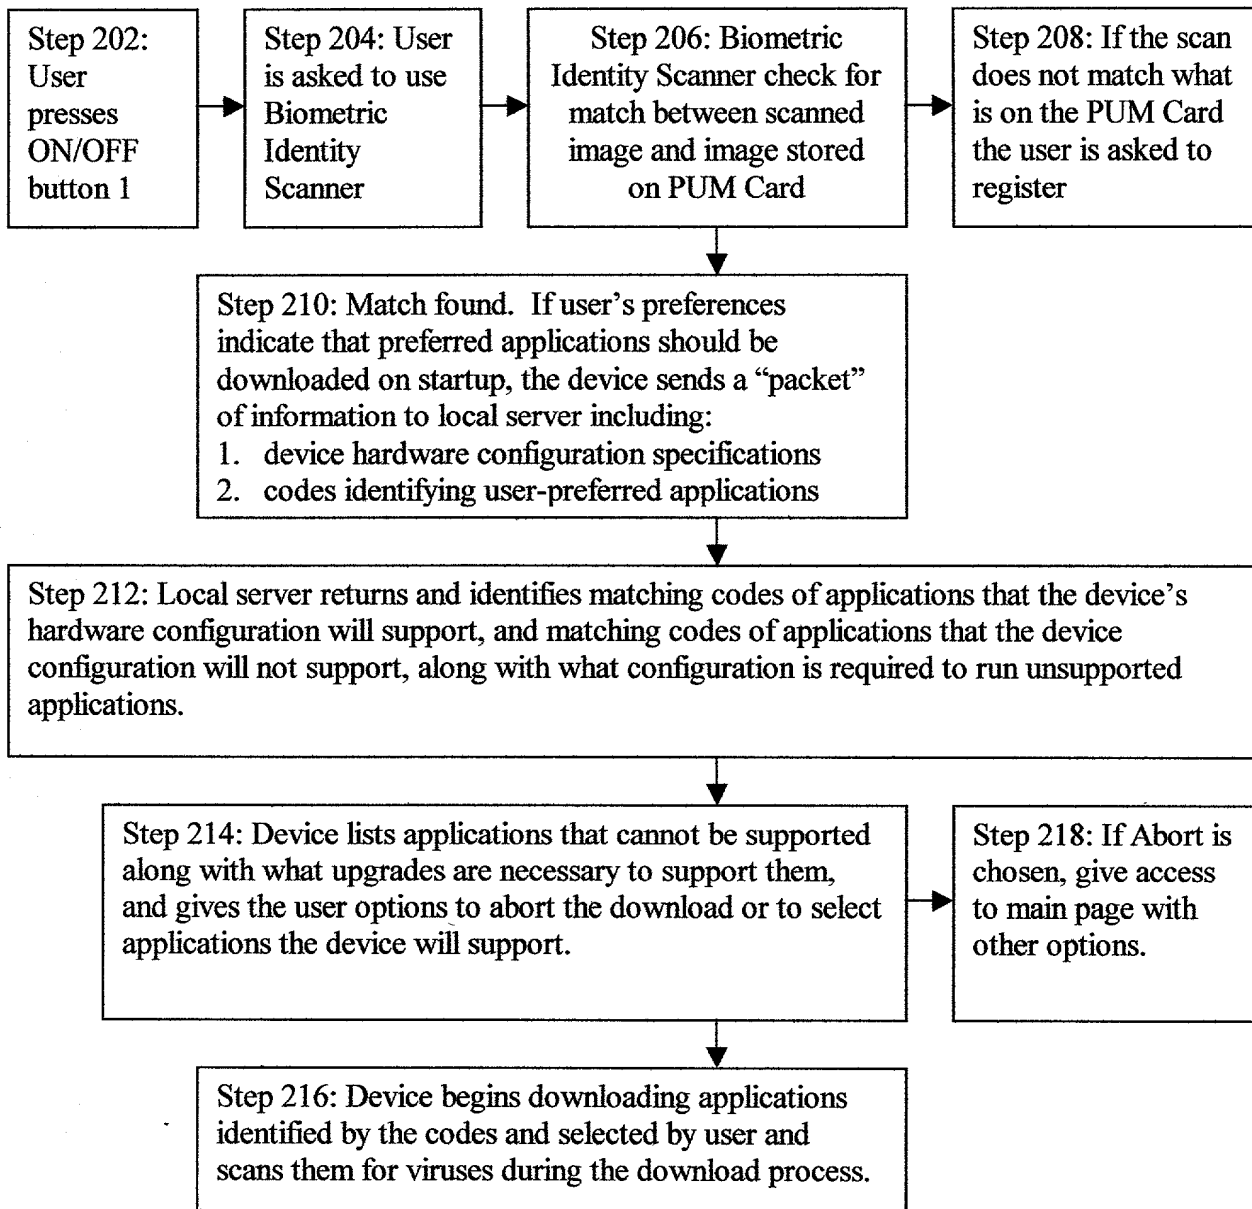 Step 202:
User
presses
ON/OFF
button 1
Step 204: User
is asked to use
Biometric
Identity
Scanner
Step 206: Biometric
Identity Scanner check for
match between scanned
image and image stored
on PUM Card
Step 208: If the scan
does not match what
is on the PUM Card
the user is asked to
register
Step 210: Match found.  If user's preferences
indicate that preferred applications should be
downloaded on startup, the device sends a “packet”
of information to local server including:
1. device hardware configuration specifications
2. codes identifying user-preferred applications
Step 212: Local server returns and identifies matching codes of applications that the device's
hardware configuration will support, and matching codes of applications that the device
configuration will not support, along with what configuration is required to run unsupported
applications.
Step 214: Device lists applications that cannot be supported
along with what upgrades are necessary to support them,
and gives the user options to abort the download or to select
applications the device will support.
Step 218: If Abort is
chosen, give access
to main page with
other options.
Step 216: Device begins downloading applications
identified by the codes and selected by user and
scans them for viruses during the download process.